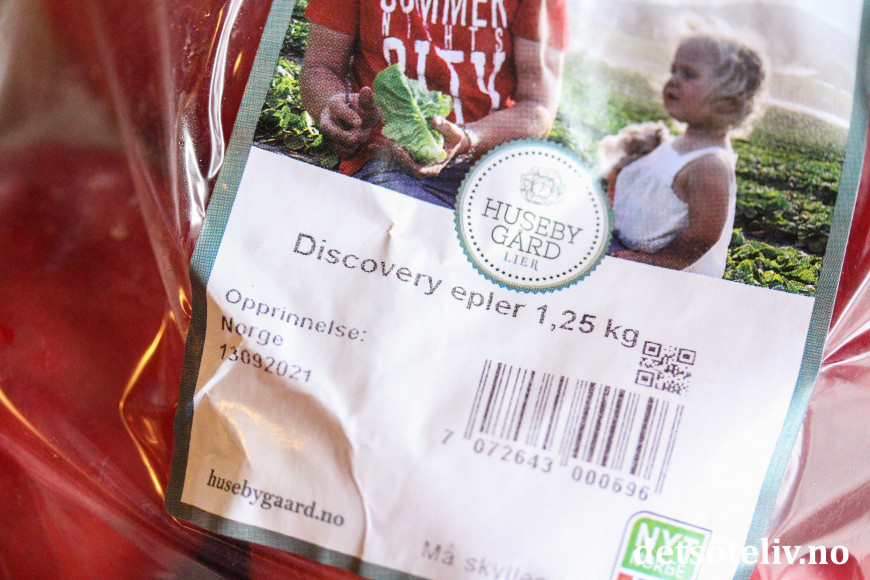 SUMMER
NIGHTS
CITY
HUSEBY
GÅRD
LIER
Discovery epler 1,25 kg
Opprinnelse:
Norge
13092021
7 072643 000696
husebygaard.no
Må skylles
NYT
NORGE
detsoteliv.no